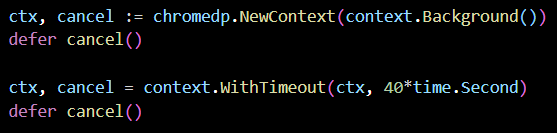 ctx, cancel := chromedp.NewContext(context.Background())
defer cancel()
ctx, cancel = context.WithTimeout(ctx, 40*time.Second)
defer cancel()